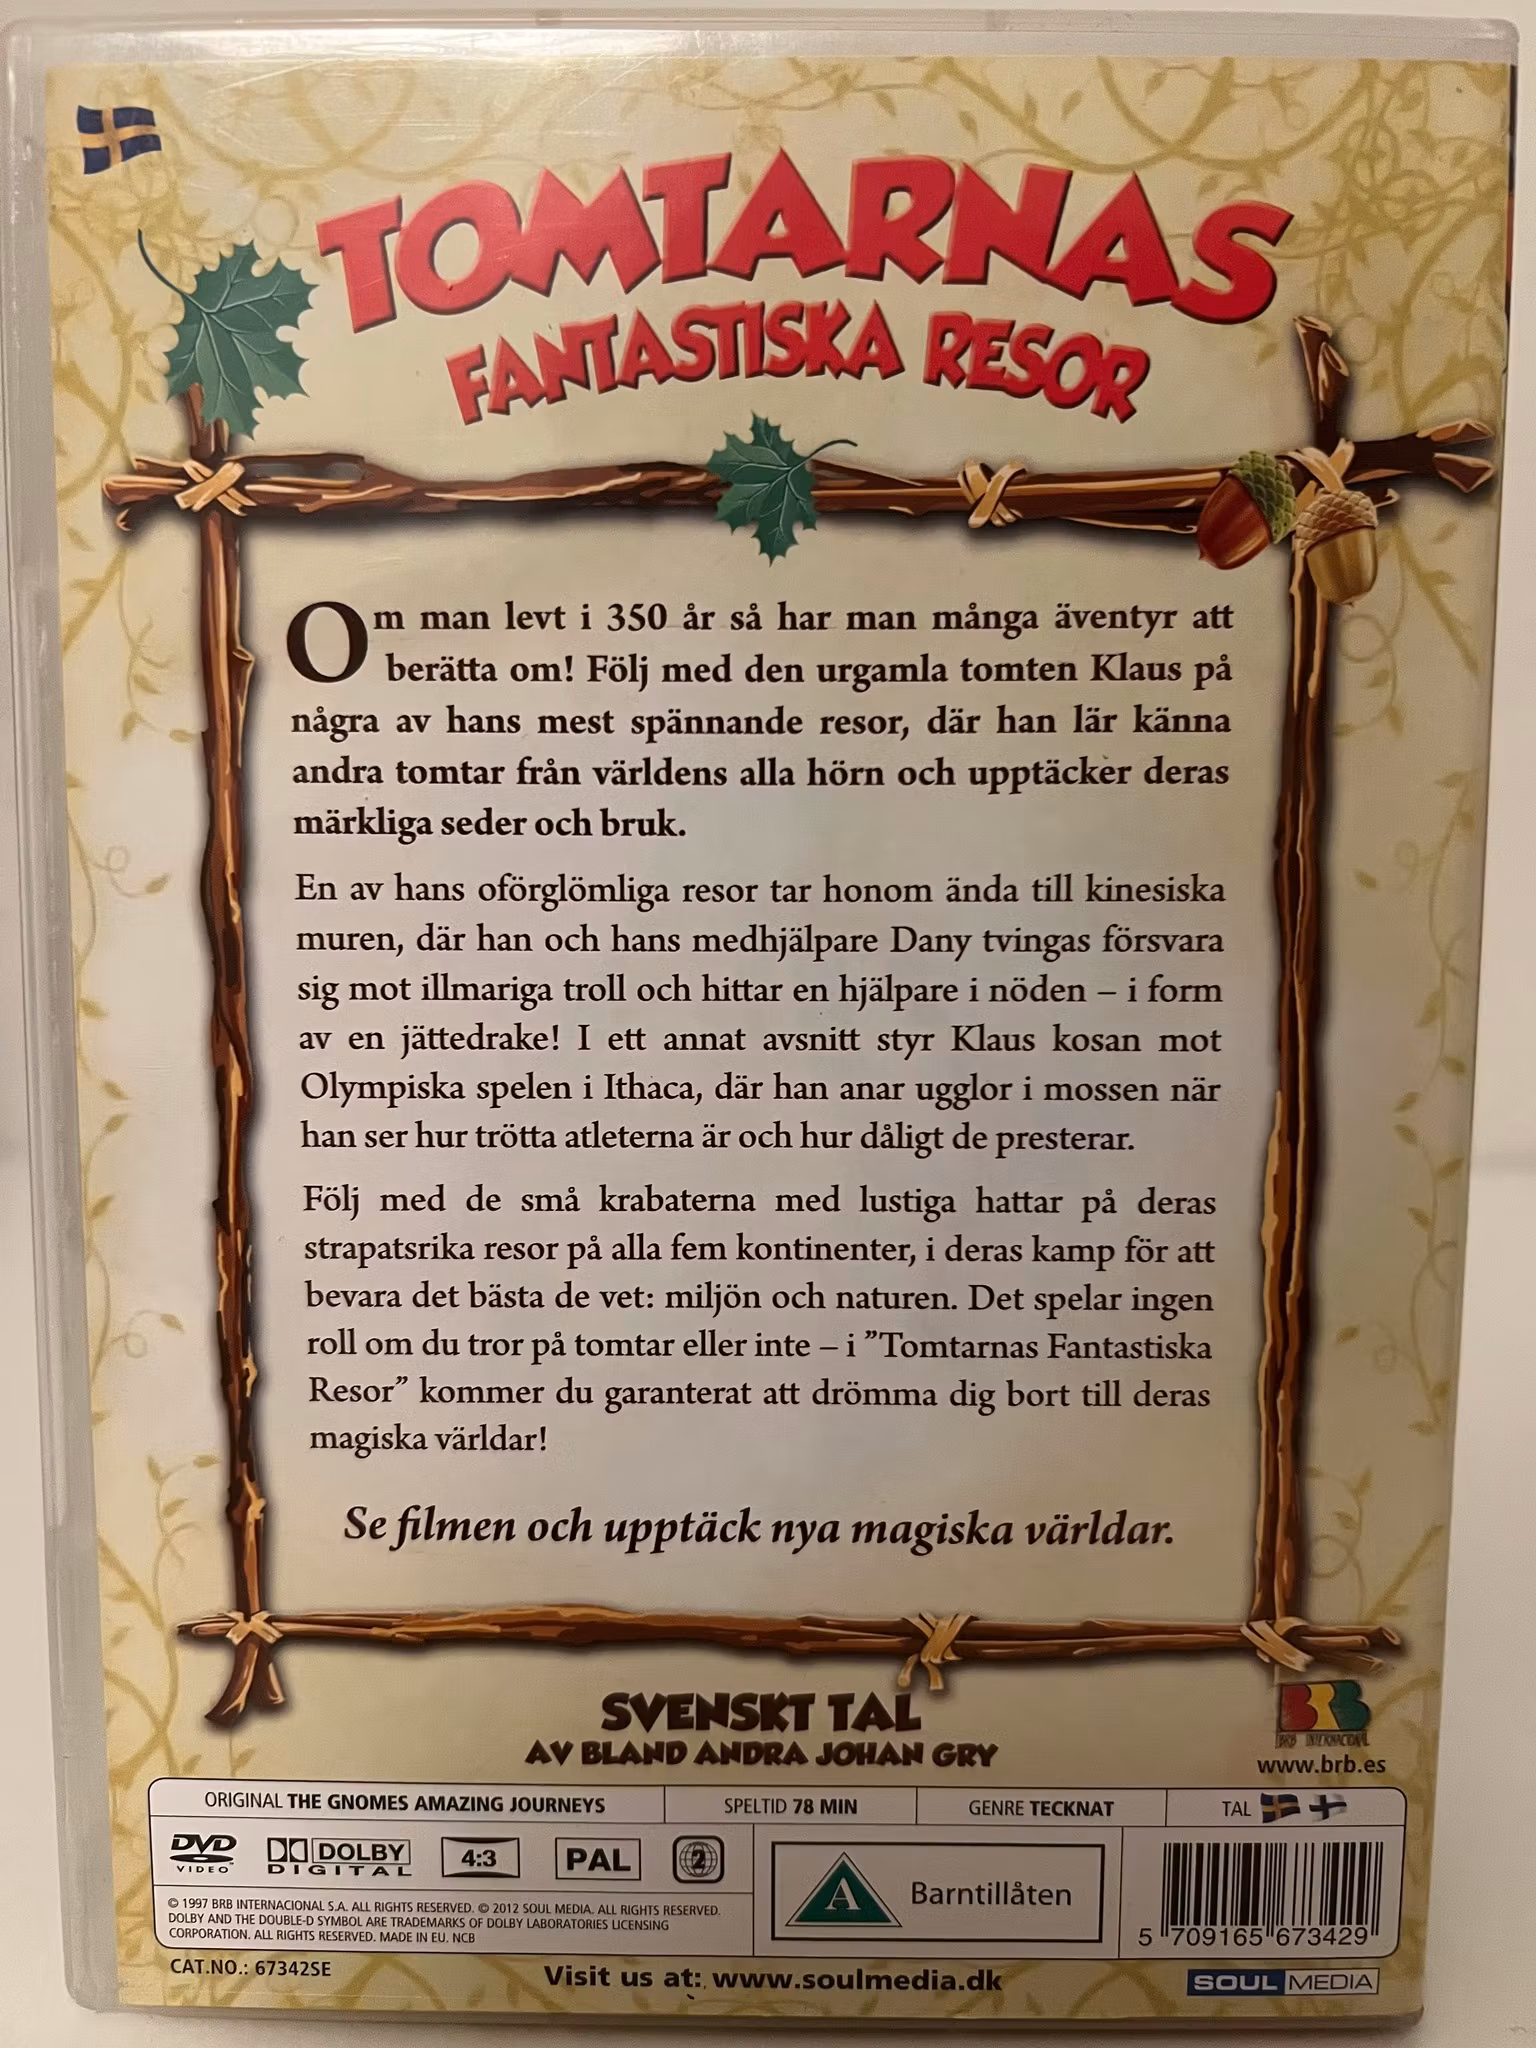 TOMTARNAS
FANTASTISKA RESOR
Om man levt i 350 år så har man många äventyr att
berätta om! Följ med den urgamla tomten Klaus på
några av hans mest spännande resor, där han lär känna
andra tomtar från världens alla hörn och upptäcker deras
märkliga seder och bruk.
En av hans oförglömliga resor tar honom ända till kinesiska
muren, där han och hans medhjälpare Dany tvingas försvara
sig mot illmariga troll och hittar en hjälpare i nöden – i form
av en jättedrake! I ett annat avsnitt styr Klaus kosan mot
Olympiska spelen i Ithaca, där han anar ugglor i mossen när
han ser hur trötta atleterna är och hur dåligt de presterar.
Följ med de små krabaterna med lustiga hattar på deras
strapatsrika resor på alla fem kontinenter, i deras kamp för att
bevara det bästa de vet: miljön och naturen. Det spelar ingen
roll om du tror på tomtar eller inte – i ”Tomtarnas Fantastiska
Resor” kommer du garanterat att drömma dig bort till deras
magiska världar!
Se filmen och upptäck nya magiska världar.
SVENSKT TAL
AV BLAND ANDRA JOHAN GRY
BRB
BRB INTERNACIONAL
www.brb.es
ORIGINAL THE GNOMES AMAZING JOURNEYS SPELTID 78 MIN GENRE TECKNAT TAL
DVD VIDEO DOLBY DIGITAL 4:3 PAL 2
A Barntillåten
© 1997 BRB INTERNACIONAL S.A. ALL RIGHTS RESERVED. © 2012 SOUL MEDIA. ALL RIGHTS RESERVED.
DOLBY AND THE DOUBLE-D SYMBOL ARE TRADEMARKS OF DOLBY LABORATORIES LICENSING
CORPORATION. ALL RIGHTS RESERVED. MADE IN EU. NCB
5 709165 673429
CAT.NO.: 67342SE
Visit us at: www.soulmedia.dk
SOUL MEDIA